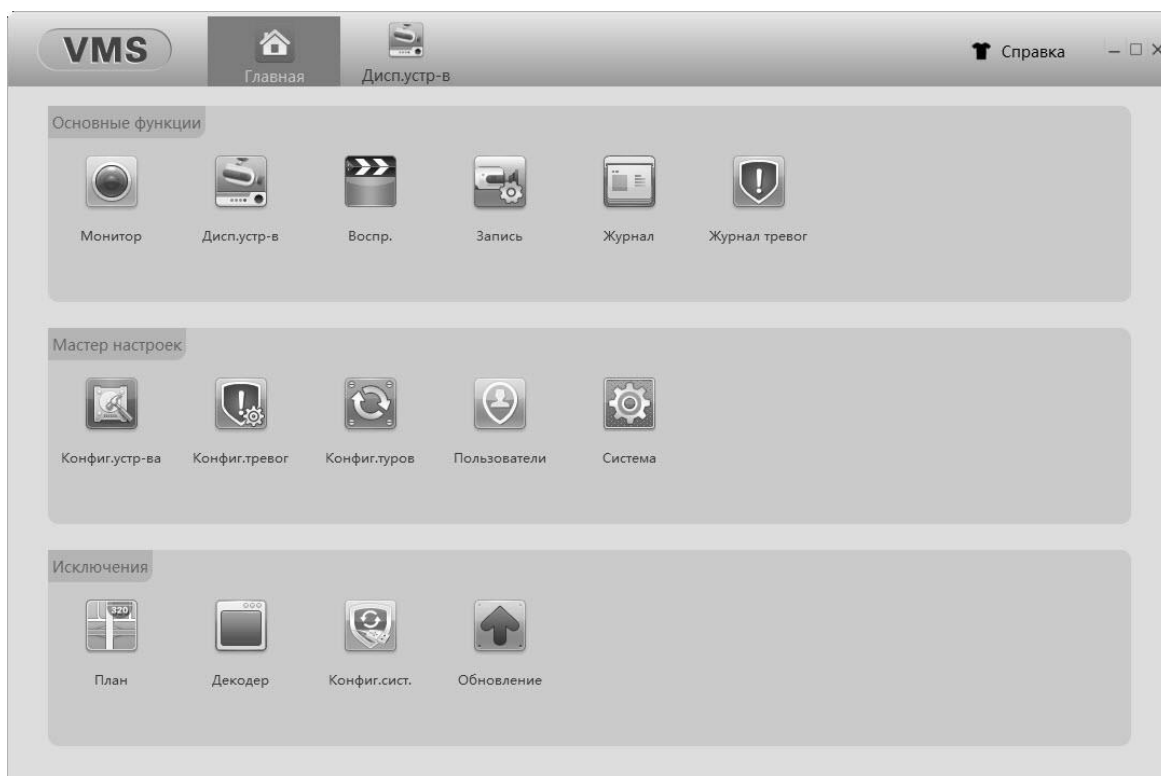 VMS
Главная
Дисп.устр-в
Справка
Основные функции
Монитор
Дисп.устр-в
Воспр.
Запись
Журнал
Журнал тревог
Мастер настроек
Конфиг.устр-ва
Конфиг.тревог
Конфиг.туров
Пользователи
Система
Исключения
320
План
Декодер
Конфиг.сист.
Обновление